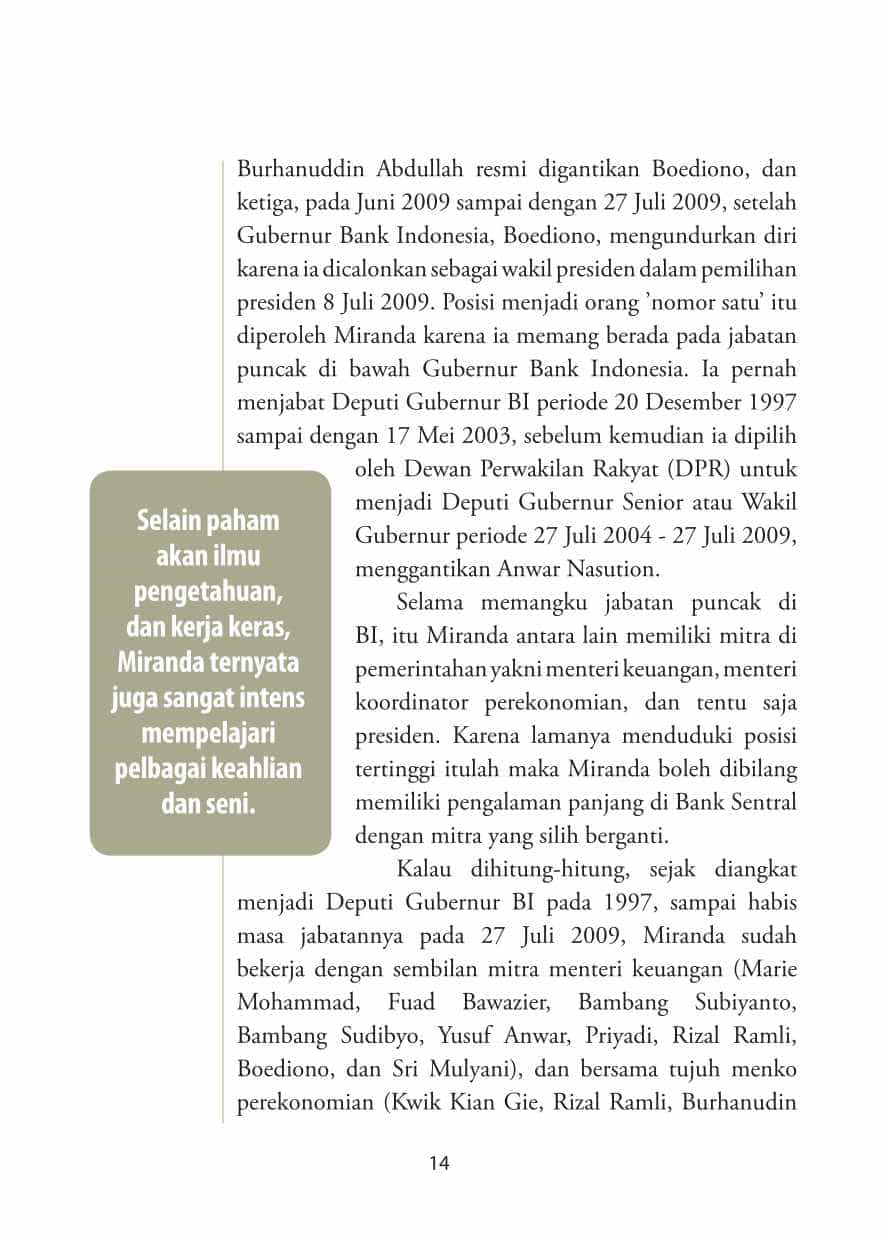 Burhanuddin Abdullah resmi digantikan Boediono, dan
ketiga, pada Juni 2009 sampai dengan 27 Juli 2009, setelah
Gubernur Bank Indonesia, Boediono, mengundurkan diri
karena ia dicalonkan sebagai wakil presiden dalam pemilihan
presiden 8 Juli 2009. Posisi menjadi orang ’nomor satu’ itu
diperoleh Miranda karena ia memang berada pada jabatan
puncak di bawah Gubernur Bank Indonesia. Ia pernah
menjabat Deputi Gubernur BI periode 20 Desember 1997
sampai dengan 17 Mei 2003, sebelum kemudian ia dipilih
oleh Dewan Perwakilan Rakyat (DPR) untuk
menjadi Deputi Gubernur Senior atau Wakil
Gubernur periode 27 Juli 2004 - 27 Juli 2009,
menggantikan Anwar Nasution.
Selama memangku jabatan puncak di
BI, itu Miranda antara lain memiliki mitra di
pemerintahan yakni menteri keuangan, menteri
koordinator perekonomian, dan tentu saja
presiden. Karena lamanya menduduki posisi
tertinggi itulah maka Miranda boleh dibilang
memiliki pengalaman panjang di Bank Sentral
dengan mitra yang silih berganti.
Kalau dihitung-hitung, sejak diangkat
menjadi Deputi Gubernur BI pada 1997, sampai habis
masa jabatannya pada 27 Juli 2009, Miranda sudah
bekerja dengan sembilan mitra menteri keuangan (Marie
Mohammad, Fuad Bawazier, Bambang Subiyanto,
Bambang Sudibyo, Yusuf Anwar, Priyadi, Rizal Ramli,
Boediono, dan Sri Mulyani), dan bersama tujuh menko
perekonomian (Kwik Kian Gie, Rizal Ramli, Burhanudin
Selain paham
akan ilmu
pengetahuan,
dan kerja keras,
Miranda ternyata
juga sangat intens
mempelajari
pelbagai keahlian
dan seni.
14